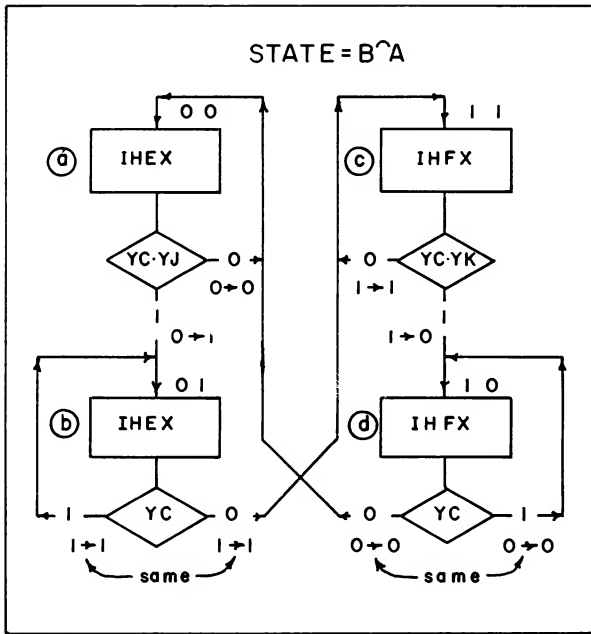 STATE = B⌒A
0 0
1 1
a
IHEX
c
IHFX
YC·YJ
0
0→0
0
1→1
YC·YK
1
0→1
1
1→0
0 1
1 0
b
IHEX
d
IHFX
1
YC
0
0
YC
1
1→1
1→1
0→0
0→0
same
same